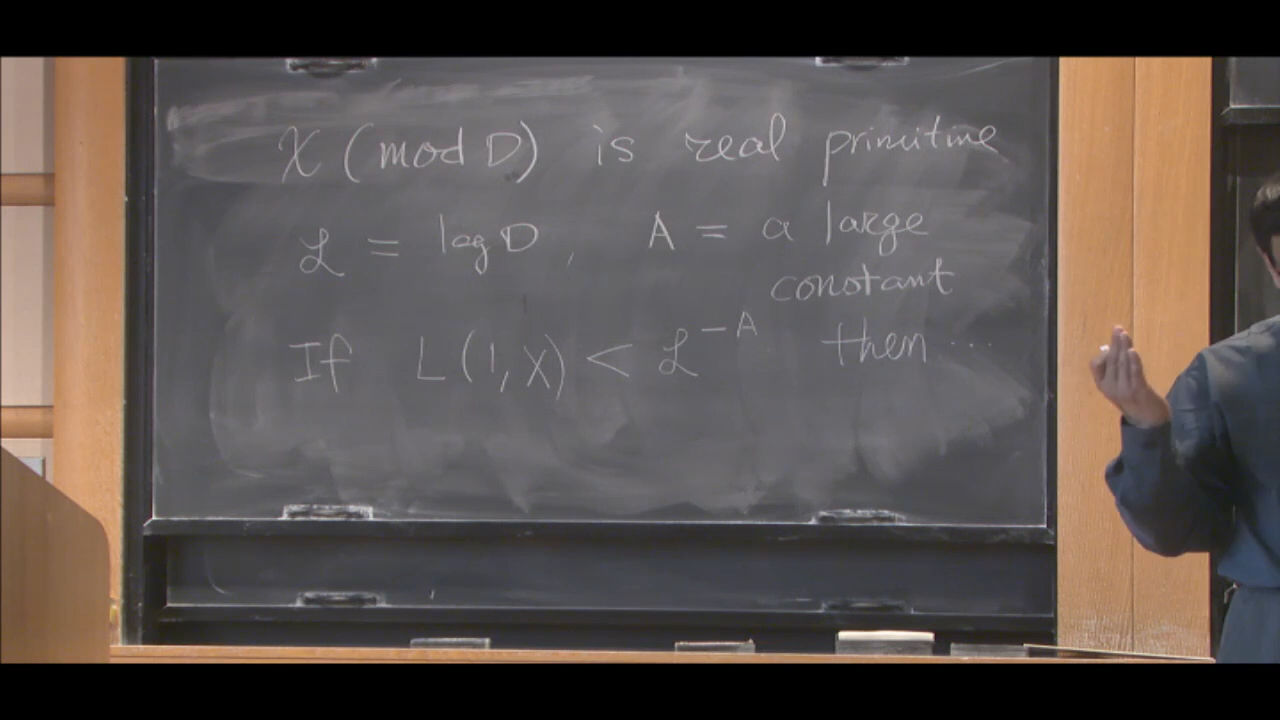 χ (mod D) is real primitive
ℒ = log D, A = a large
constant
If L(1, χ) < ℒ^{-A} then ...